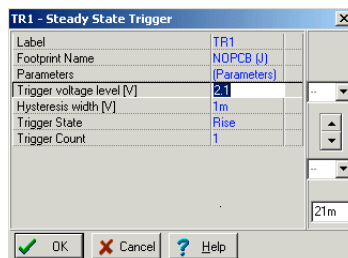 TR1 - Steady State Trigger
Label TR1
Footprint Name NOPCB (J)
Parameters (Parameters)
Trigger voltage level [V] 2.1
Hysteresis width [V] 1m
Trigger State Rise
Trigger Count 1
--
--
21m
OK Cancel ? Help